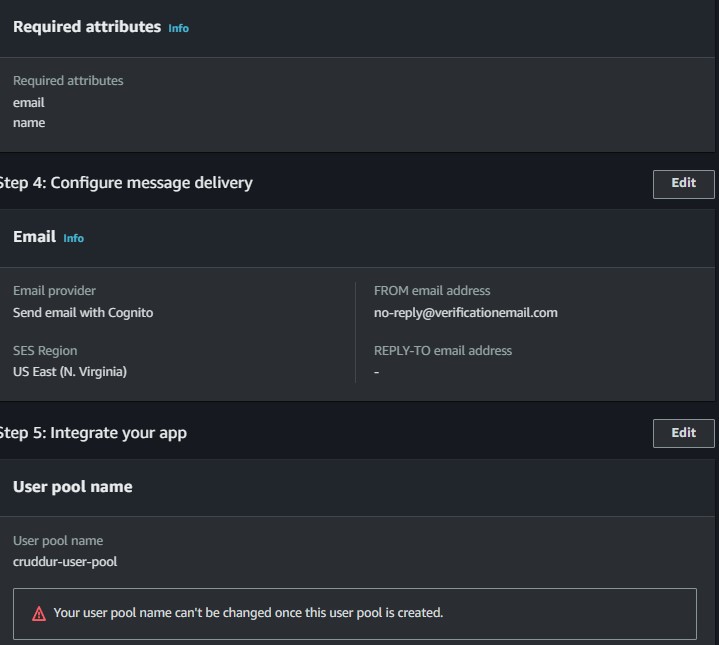 Required attributes Info
Required attributes
email
name
Step 4: Configure message delivery
Edit
Email Info
Email provider
Send email with Cognito
FROM email address
no-reply@verificationemail.com
SES Region
US East (N. Virginia)
REPLY-TO email address
-
Step 5: Integrate your app
Edit
User pool name
User pool name
cruddur-user-pool
Your user pool name can't be changed once this user pool is created.